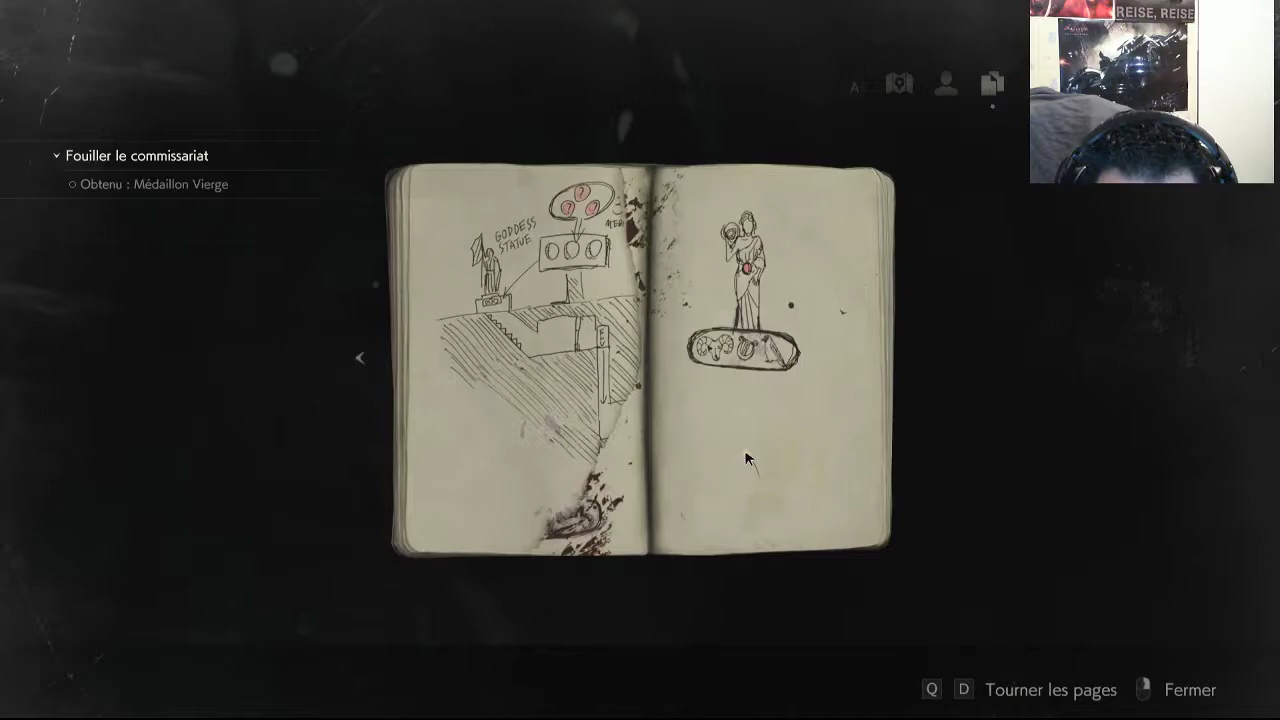 REISE, REISE
A
Fouiller le commissariat
Obtenu : Médaillon Vierge
GODDESS
STATUE
? ? ?
Q D Tourner les pages Fermer